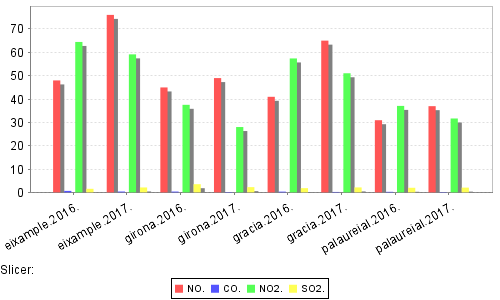 70
60
50
40
30
20
10
0
eixample.2016.
eixample.2017.
girona.2016.
girona.2017.
gracia.2016.
gracia.2017.
palaureial.2016.
palaureial.2017.
Slicer:
NO. CO. NO2. SO2.